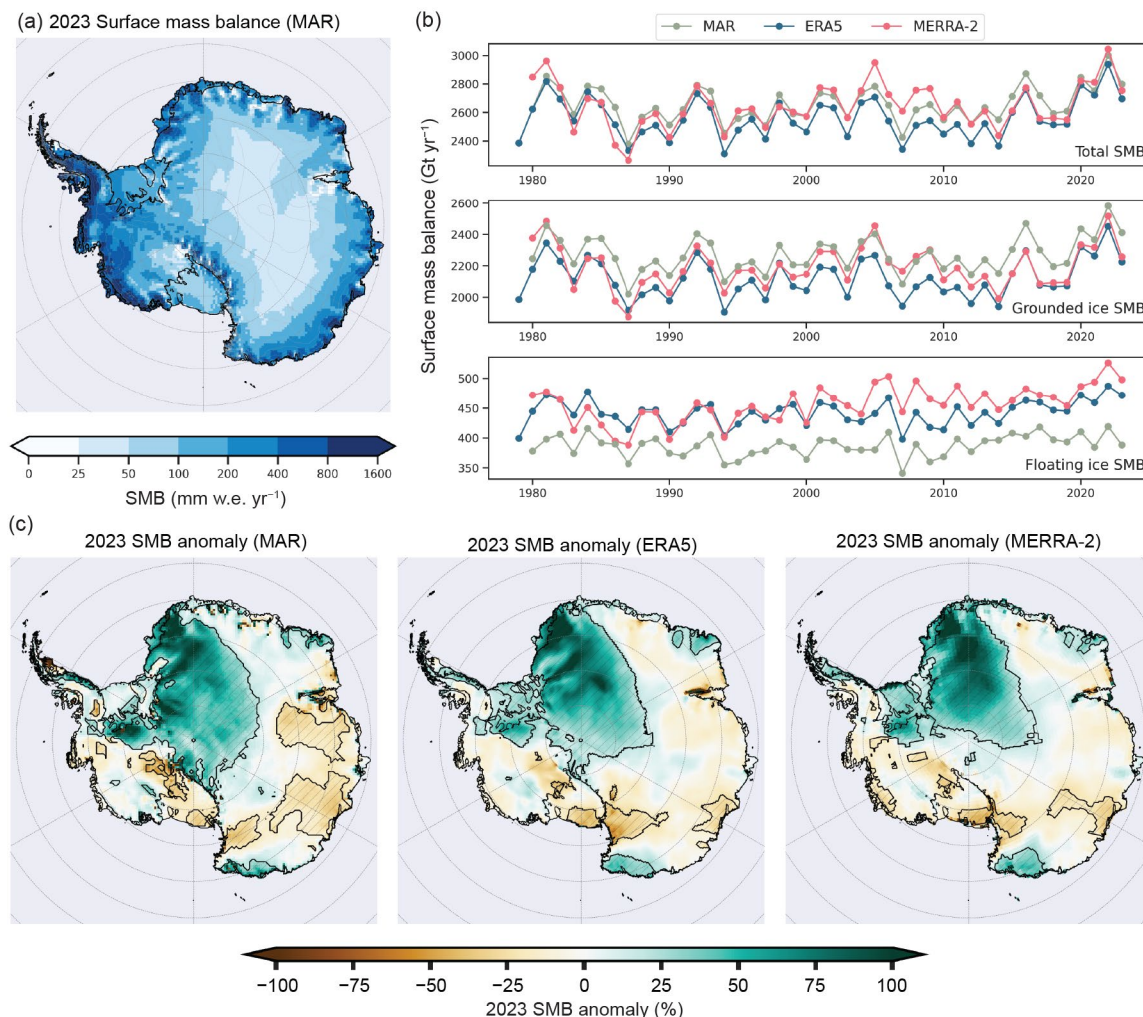 (a) 2023 Surface mass balance (MAR)
0 25 50 100 200 400 800 1600
SMB (mm w.e. yr⁻¹)
(b)
MAR ERA5 MERRA-2
Surface mass balance (Gt yr⁻¹)
3000
2800
2600
2400
Total SMB
1980 1990 2000 2010 2020
2600
2400
2200
2000
Grounded ice SMB
1980 1990 2000 2010 2020
500
450
400
350
Floating ice SMB
1980 1990 2000 2010 2020
(c)
2023 SMB anomaly (MAR)
2023 SMB anomaly (ERA5)
2023 SMB anomaly (MERRA-2)
−100 −75 −50 −25 0 25 50 75 100
2023 SMB anomaly (%)